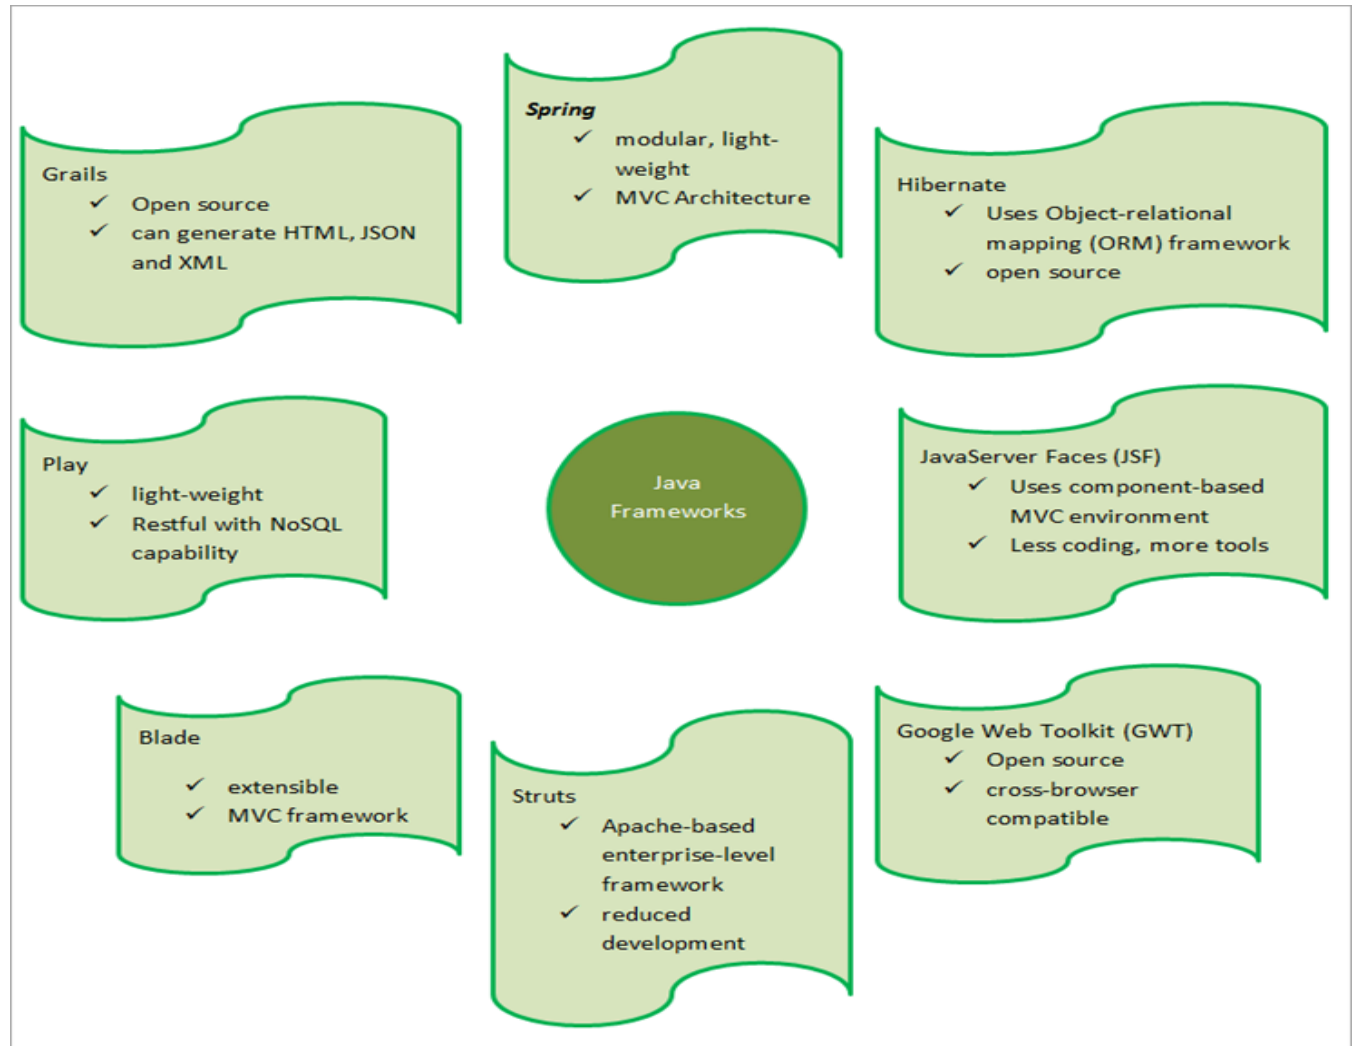 Spring
✓ modular, light-
weight
✓ MVC Architecture
Grails
✓ Open source
✓ can generate HTML, JSON
and XML
Hibernate
✓ Uses Object-relational
mapping (ORM) framework
✓ open source
Play
✓ light-weight
✓ Restful with NoSQL
capability
Java
Frameworks
JavaServer Faces (JSF)
✓ Uses component-based
MVC environment
✓ Less coding, more tools
Blade
✓ extensible
✓ MVC framework
Struts
✓ Apache-based
enterprise-level
framework
✓ reduced
development
Google Web Toolkit (GWT)
✓ Open source
✓ cross-browser
compatible